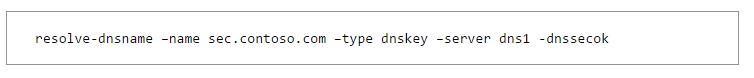 resolve-dnsname –name sec.contoso.com –type dnskey –server dns1 -dnssecok